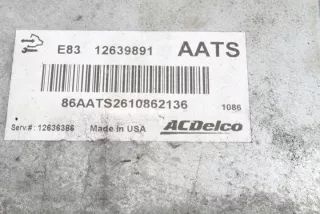 E83 12639891 AATS
86AATS2610862136
1086
Serv.#: 12636386 Made in USA ACDelco